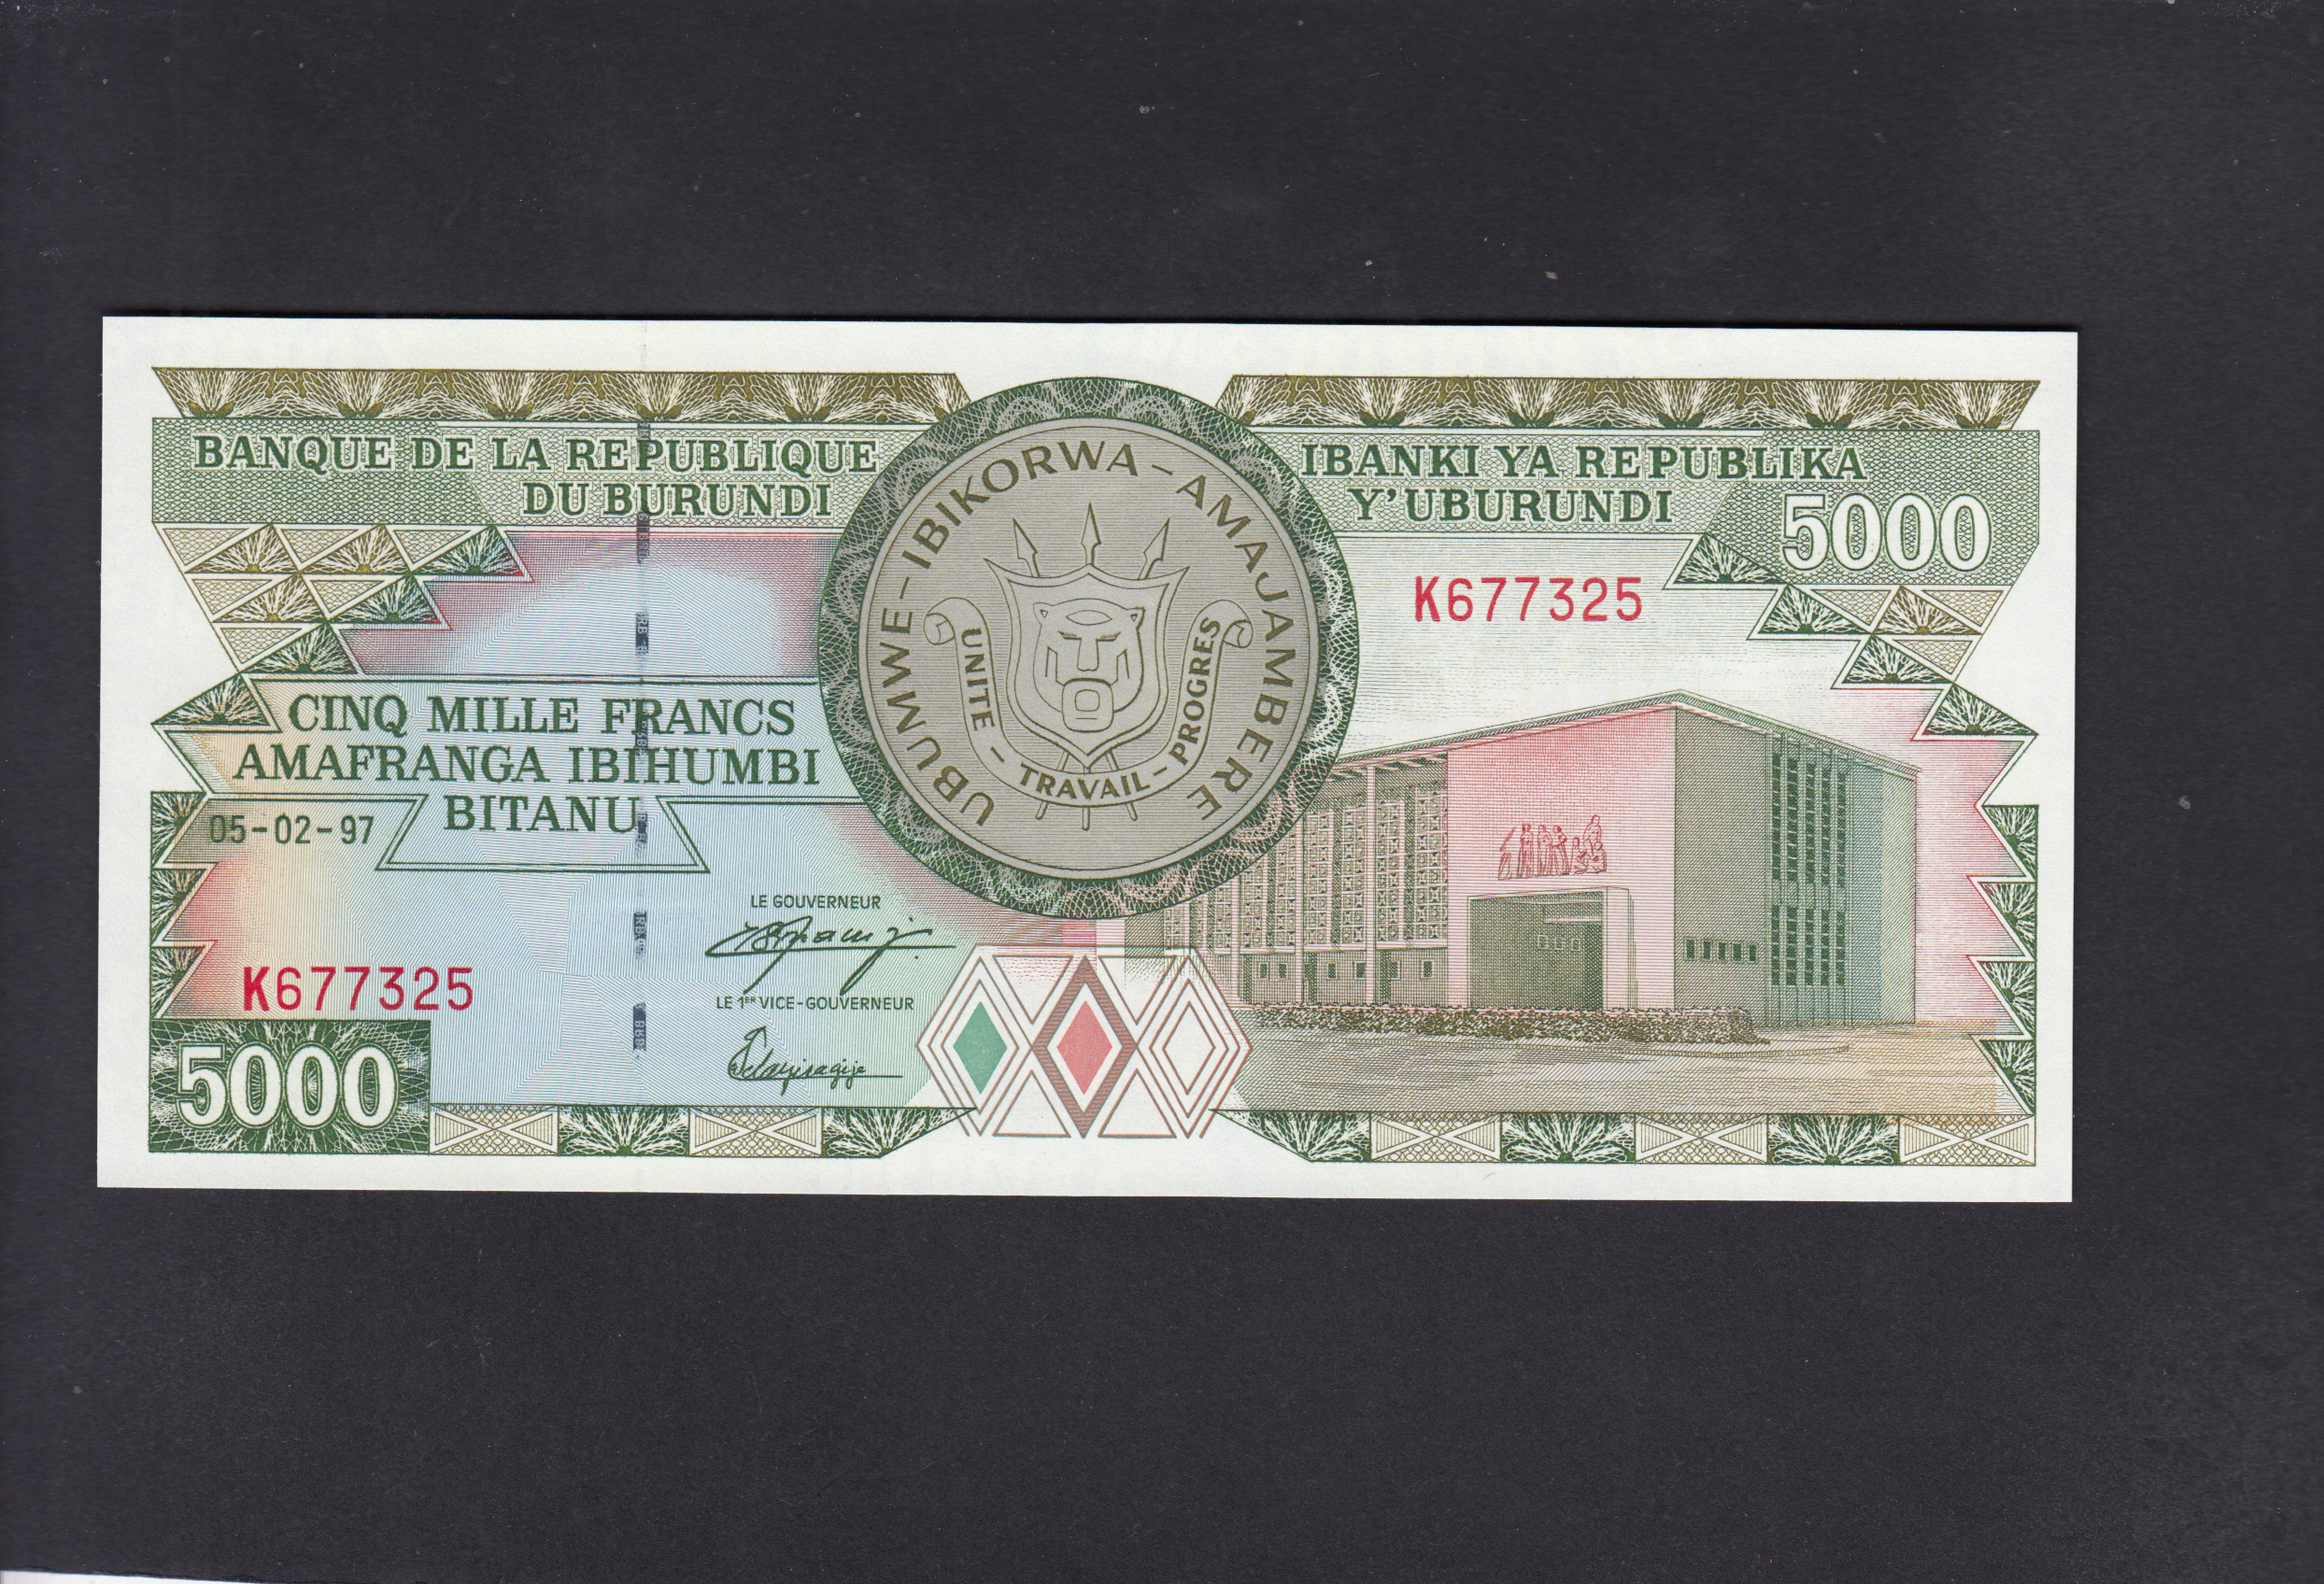 BANQUE DE LA REPUBLIQUE
DU BURUNDI
IBANKI YA REPUBLIKA
Y'UBURUNDI
5000
UBUMWE-IBIKORWA-AMAJAMBERE
UNITE - TRAVAIL - PROGRES
K677325
CINQ MILLE FRANCS
AMAFRANGA IBIHUMBI
BITANU
05-02-97
LE GOUVERNEUR
K677325
LE 1ER VICE-GOUVERNEUR
5000